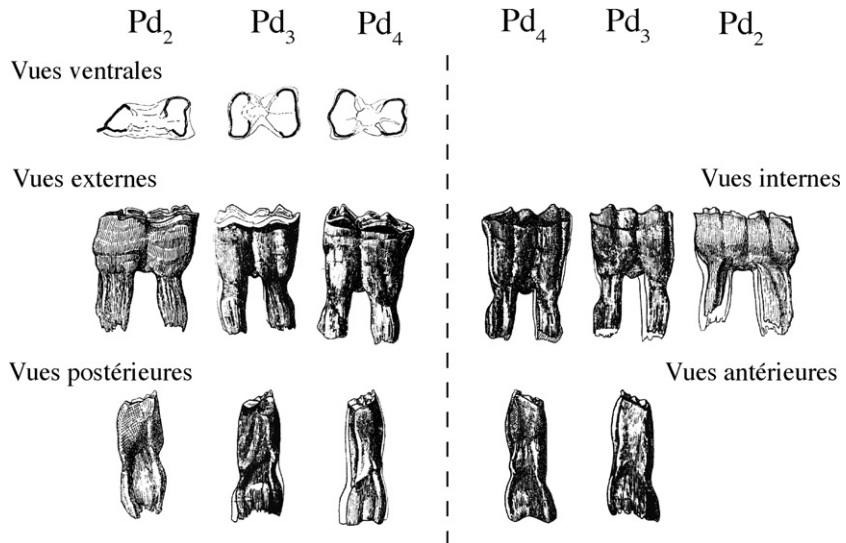 Pd2 Pd3 Pd4 Pd4 Pd3 Pd2
Vues ventrales
Vues externes Vues internes
Vues postérieures Vues antérieures